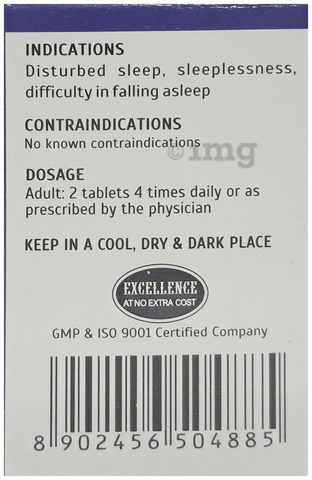 INDICATIONS
Disturbed sleep, sleeplessness,
difficulty in falling asleep
CONTRAINDICATIONS
No known contraindications
©1mg
DOSAGE
Adult: 2 tablets 4 times daily or as
prescribed by the physician
KEEP IN A COOL, DRY & DARK PLACE
EXCELLENCE
AT NO EXTRA COST
GMP & ISO 9001 Certified Company
8 902456 504885